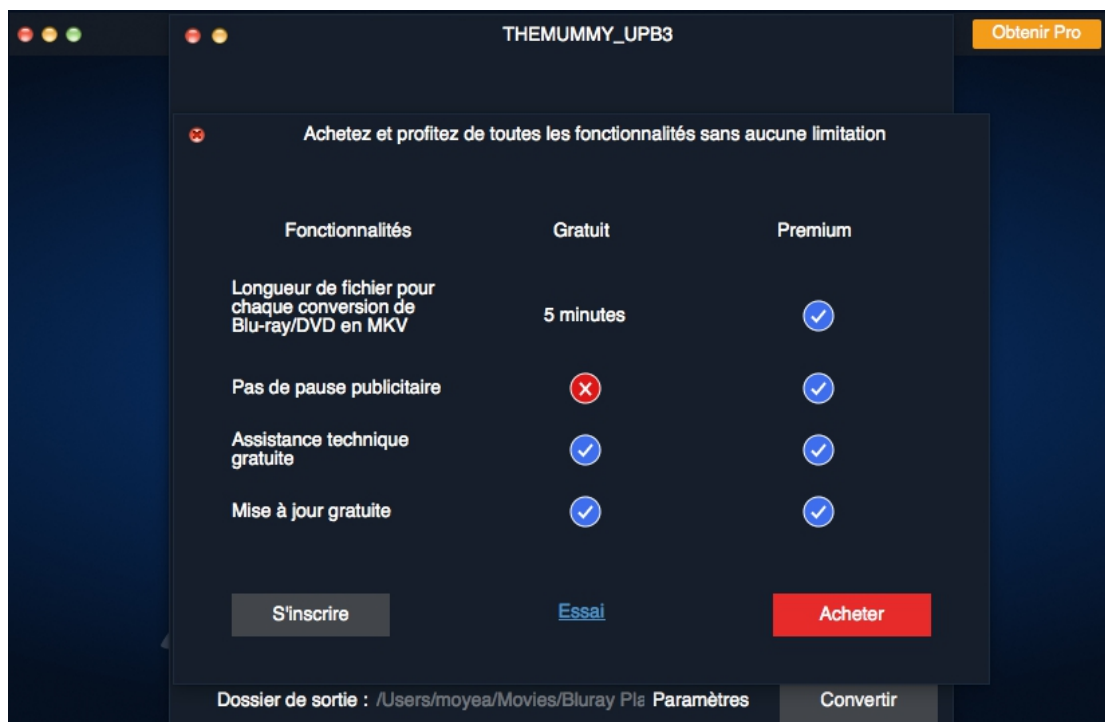 THEMUMMY_UPB3
Obtenir Pro
Achetez et profitez de toutes les fonctionnalités sans aucune limitation
Fonctionnalités
Gratuit
Premium
Longueur de fichier pour
chaque conversion de
Blu-ray/DVD en MKV
5 minutes
Pas de pause publicitaire
Assistance technique
gratuite
Mise à jour gratuite
S'inscrire
Essai
Acheter
Dossier de sortie : /Users/moyea/Movies/Bluray Pla
Paramètres
Convertir